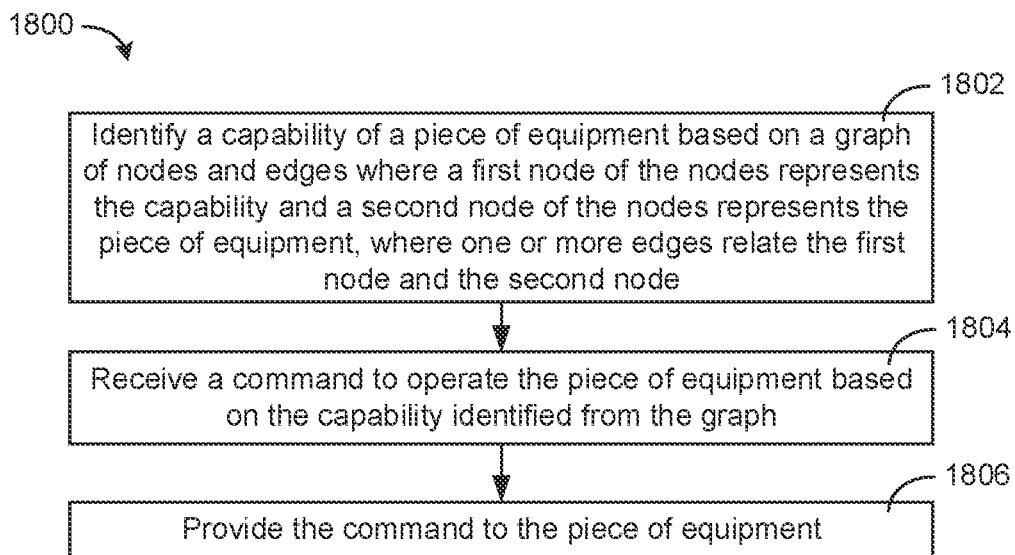 1800
1802
Identify a capability of a piece of equipment based on a graph
of nodes and edges where a first node of the nodes represents
the capability and a second node of the nodes represents the
piece of equipment, where one or more edges relate the first
node and the second node
1804
Receive a command to operate the piece of equipment based
on the capability identified from the graph
1806
Provide the command to the piece of equipment